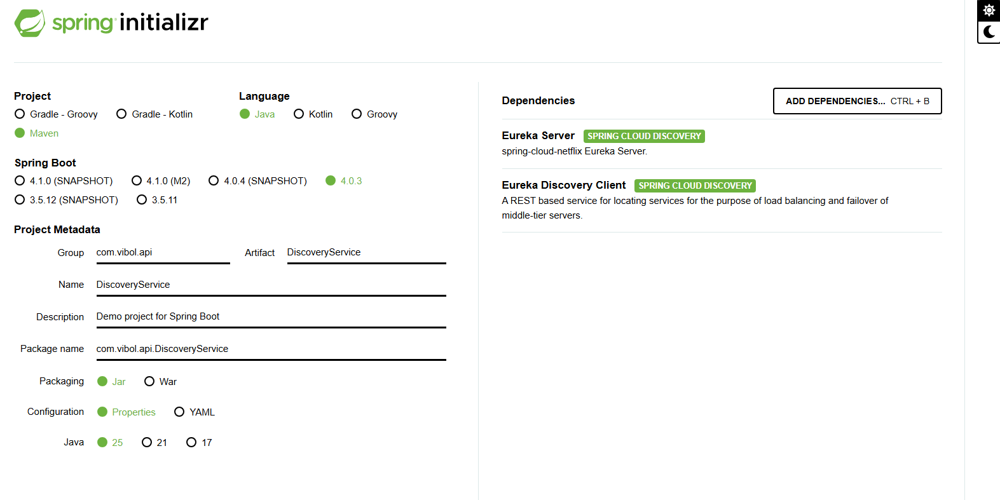 spring initializr
Project
Gradle - Groovy Gradle - Kotlin
Maven
Language
Java Kotlin Groovy
Spring Boot
4.1.0 (SNAPSHOT) 4.1.0 (M2) 4.0.4 (SNAPSHOT) 4.0.3
3.5.12 (SNAPSHOT) 3.5.11
Project Metadata
Group com.vibol.api Artifact DiscoveryService
Name DiscoveryService
Description Demo project for Spring Boot
Package name com.vibol.api.DiscoveryService
Packaging Jar War
Configuration Properties YAML
Java 25 21 17
Dependencies ADD DEPENDENCIES... CTRL + B
Eureka Server SPRING CLOUD DISCOVERY
spring-cloud-netflix Eureka Server.
Eureka Discovery Client SPRING CLOUD DISCOVERY
A REST based service for locating services for the purpose of load balancing and failover of
middle-tier servers.